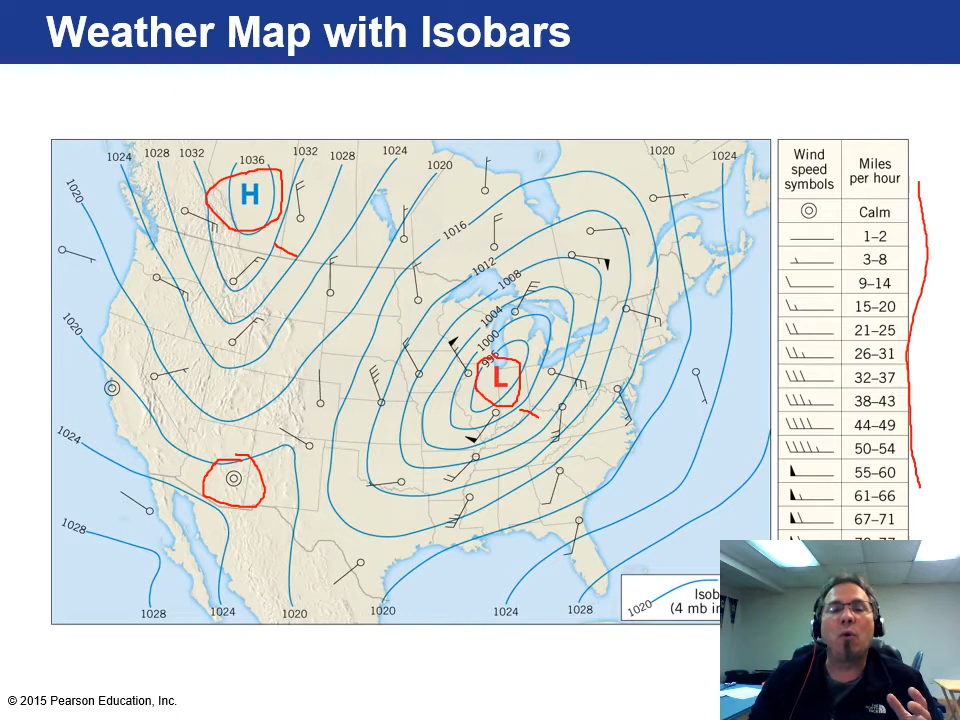 Weather Map with Isobars
1024 1028 1032 1036 1032 1028 1024 1020 1020 1024
1020
H
1016
1012
1008
1004
1000
996
L
1020
1024
1028
1028 1024 1020 1020 1024 1028
1020
(4 mb
Wind speed symbols
Miles per hour
Calm
1–2
3–8
9–14
15–20
21–25
26–31
32–37
38–43
44–49
50–54
55–60
61–66
67–71
© 2015 Pearson Education, Inc.